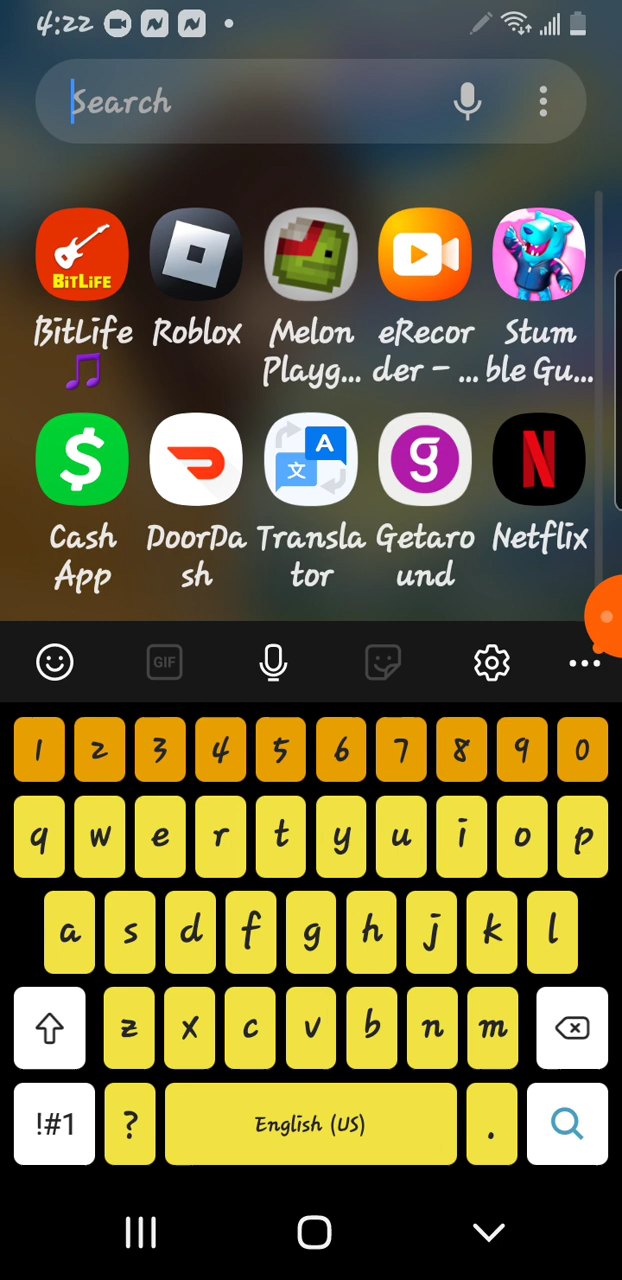 4:22
Search
BITLIFE
BitLife
Roblox
Melon
Playg...
eRecor
der – ...
Stum
ble Gu...
$
A
文
g
N
Cash
App
DoorDa
sh
Transla
tor
Getaro
und
Netflix
GIF
1 2 3 4 5 6 7 8 9 0
q w e r t y u i o p
a s d f g h j k l
z x c v b n m
!#1 ? English (US) .